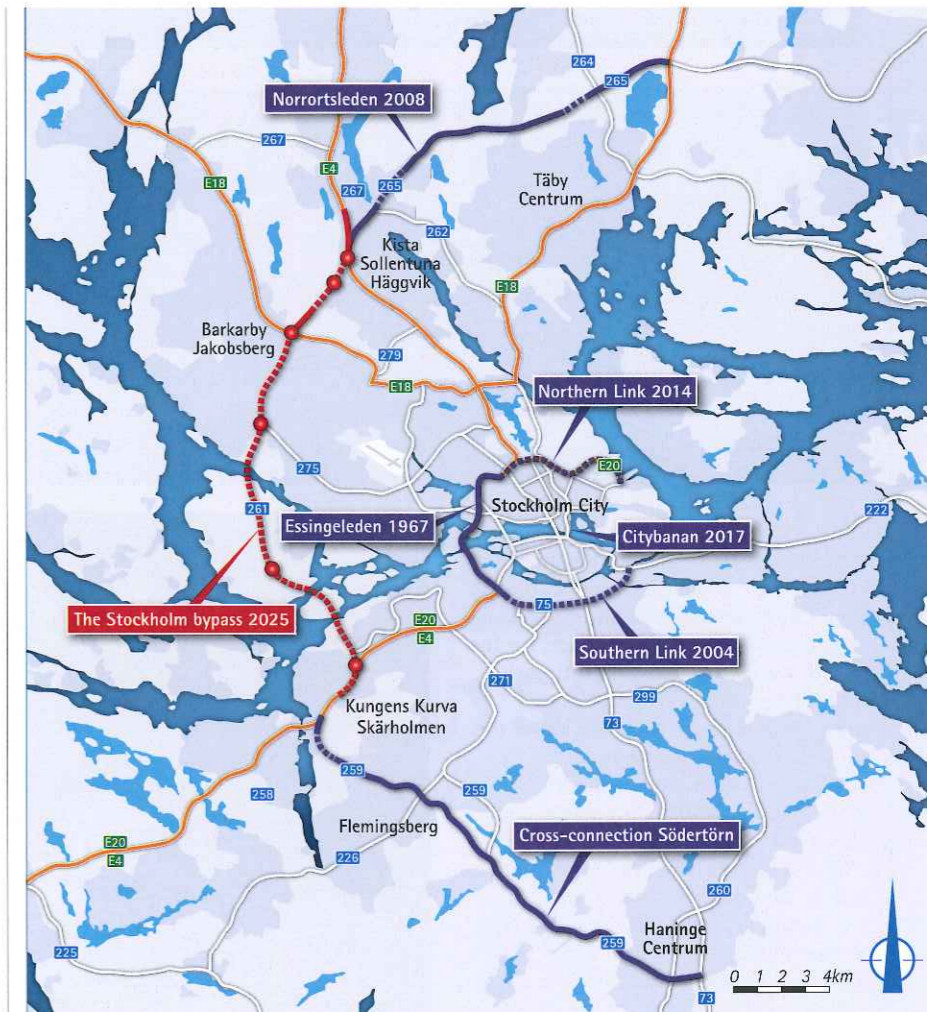 264
265
Norrortsleden 2008
267
E4
E18
267
265
Täby
Centrum
262
Kista
Sollentuna
Häggvik
E18
Barkarby
Jakobsberg
279
E18
Northern Link 2014
275
E20
Stockholm City
222
261
Essingeleden 1967
Citybanan 2017
75
The Stockholm bypass 2025
E20
E4
Southern Link 2004
271
299
Kungens Kurva
Skärholmen
73
259
258
259
Flemingsberg
Cross-connection Södertörn
E20
E4
226
260
Haninge
Centrum
259
225
0 1 2 3 4km
73